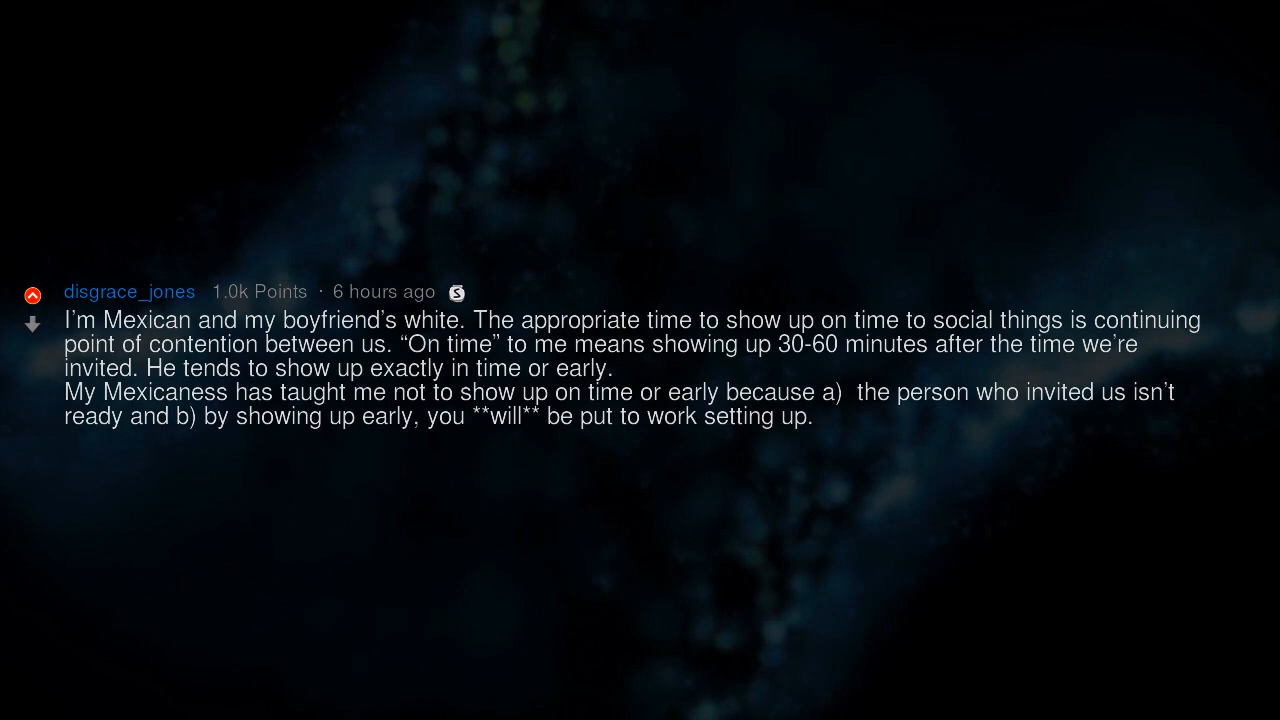 disgrace_jones 1.0k Points · 6 hours ago S
I’m Mexican and my boyfriend’s white. The appropriate time to show up on time to social things is continuing
point of contention between us. “On time” to me means showing up 30-60 minutes after the time we’re
invited. He tends to show up exactly in time or early.
My Mexicaness has taught me not to show up on time or early because a)  the person who invited us isn’t
ready and b) by showing up early, you **will** be put to work setting up.